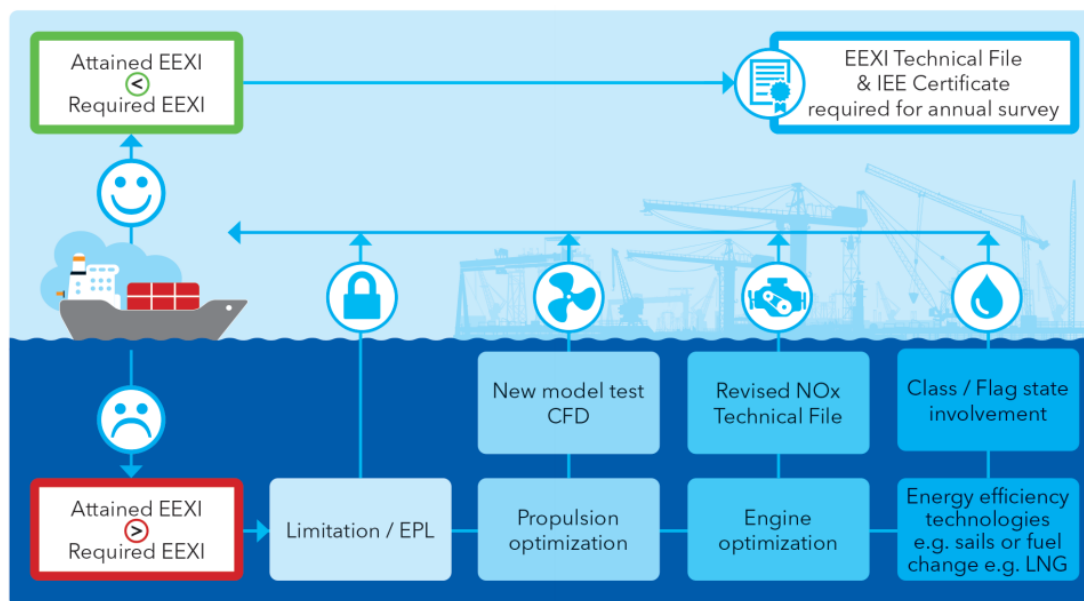 Attained EEXI
<
Required EEXI
EEXI Technical File
& IEE Certificate
required for annual survey
New model test
CFD
Revised NOx
Technical File
Class / Flag state
involvement
Attained EEXI
>
Required EEXI
Limitation / EPL
Propulsion
optimization
Engine
optimization
Energy efficiency
technologies
e.g. sails or fuel
change e.g. LNG